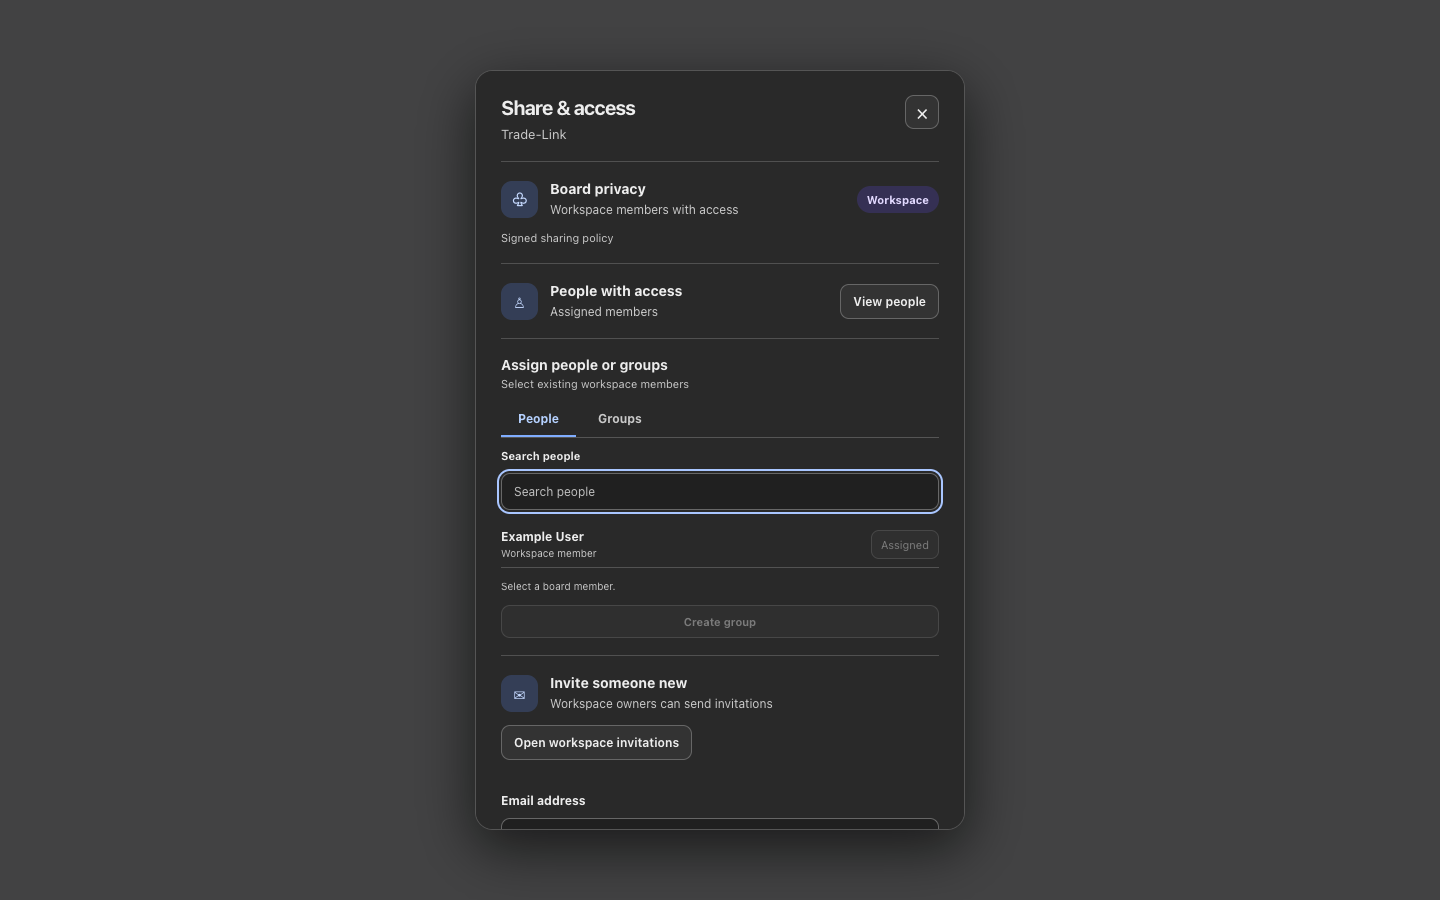 Share & access
Trade-Link
Board privacy
Workspace members with access
Workspace
Signed sharing policy
People with access
Assigned members
View people
Assign people or groups
Select existing workspace members
People
Groups
Search people
Search people
Example User
Workspace member
Assigned
Select a board member.
Create group
Invite someone new
Workspace owners can send invitations
Open workspace invitations
Email address